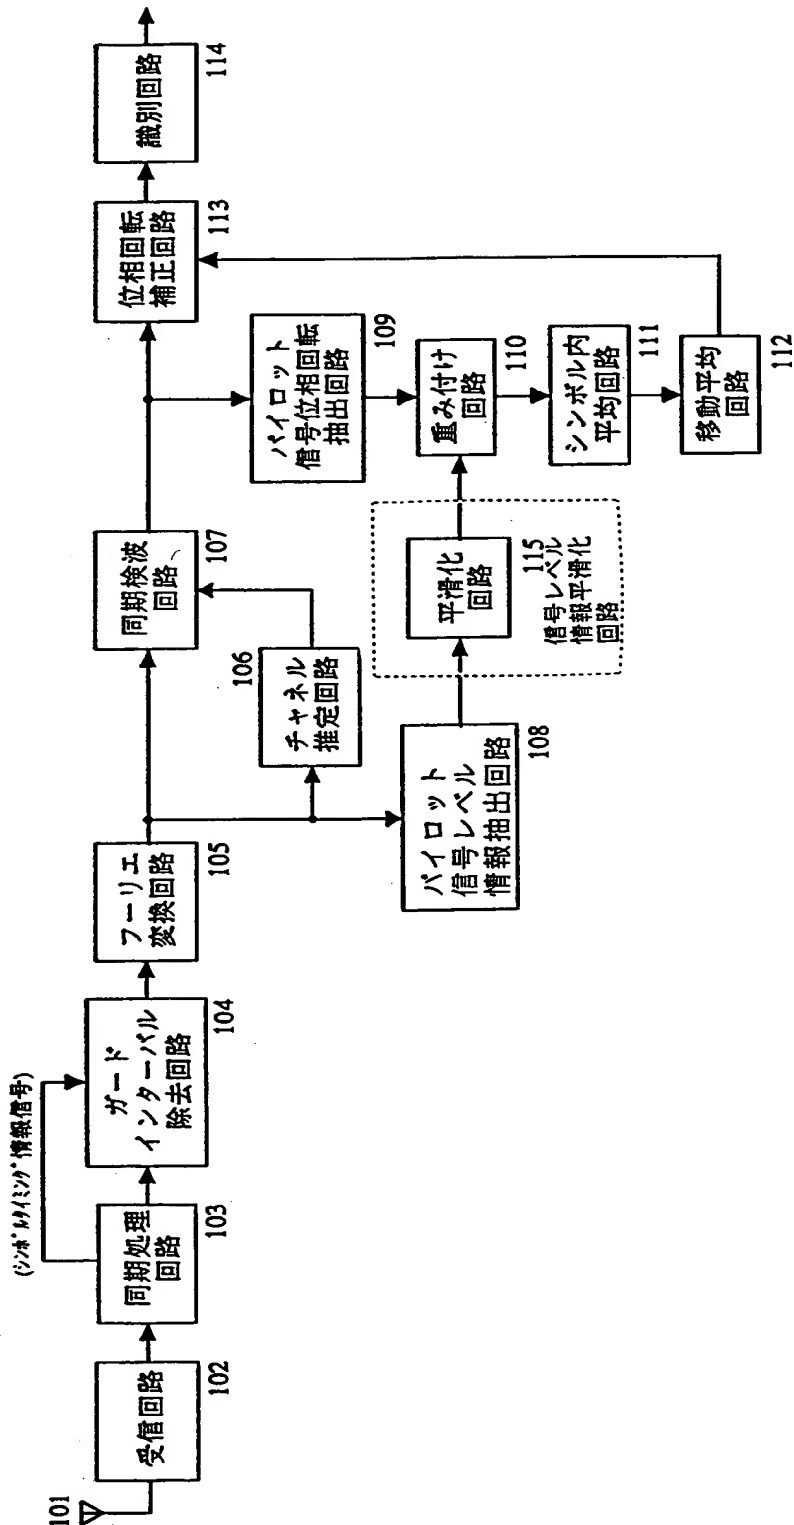 101
受信回路
102
同期処理
回路
103
(シンボルタイミング情報信号)
ガード
インターバル
除去回路
104
フーリエ
変換回路
105
チャネル
推定回路
106
同期検波
回路
107
パイロット
信号レベル
情報抽出回路
108
平滑化
回路
115
信号レベル
情報平滑化
回路
パイロット
信号位相回転
抽出回路
109
重み付け
回路
110
シンボル内
平均回路
111
移動平均
回路
112
位相回転
補正回路
113
識別回路
114